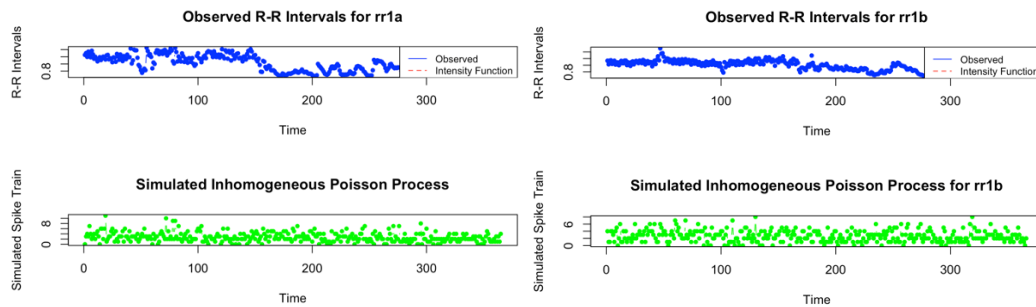 Observed R-R Intervals for rr1a
R-R Intervals
0.8
Observed
Intensity Function
0 100 200 300
Time
Observed R-R Intervals for rr1b
R-R Intervals
0.8
Observed
Intensity Function
0 100 200 300
Time
Simulated Inhomogeneous Poisson Process
Simulated Spike Train
8
0
0 100 200 300
Time
Simulated Inhomogeneous Poisson Process for rr1b
Simulated Spike Train
6
0
0 100 200 300
Time